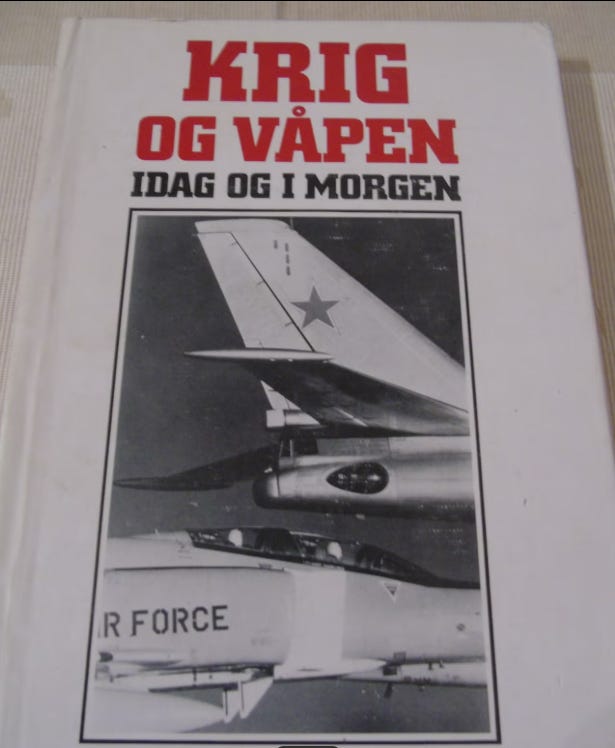 KRIG
OG VÅPEN
IDAG OG I MORGEN
R FORCE